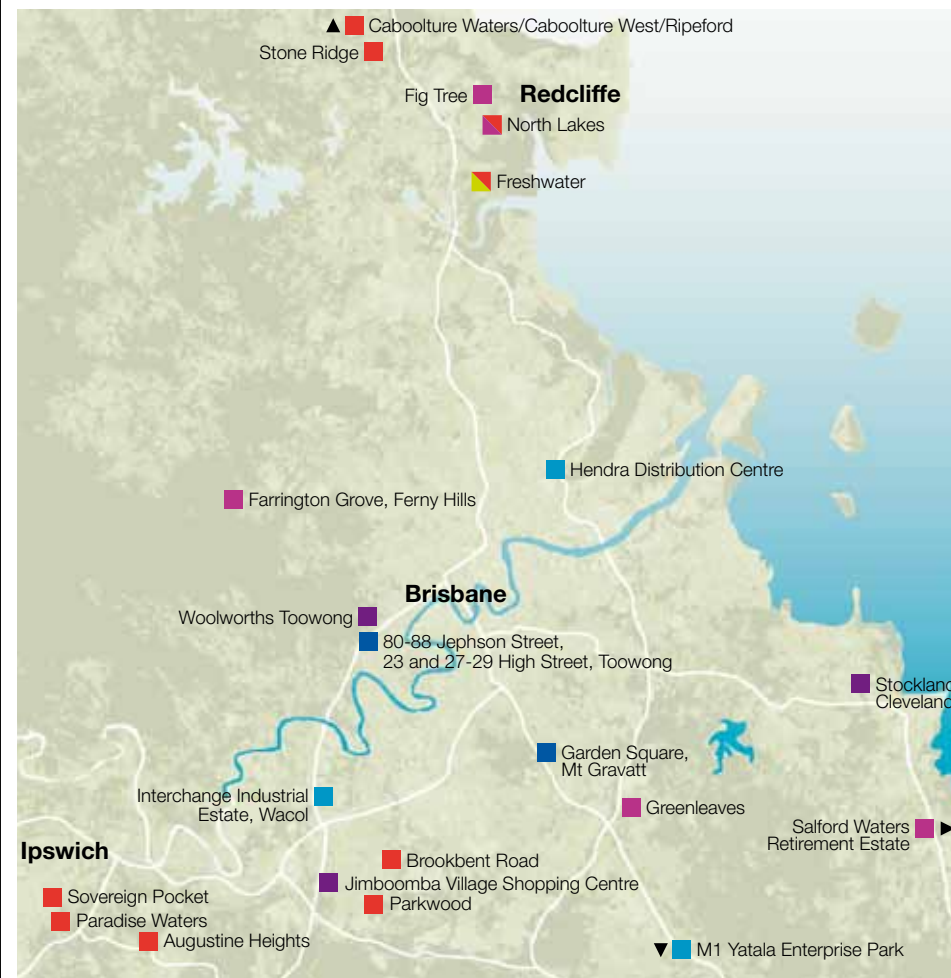 Caboolture Waters/Caboolture West/Ripeford
Stone Ridge
Fig Tree
Redcliffe
North Lakes
Freshwater
Hendra Distribution Centre
Farrington Grove, Ferny Hills
Brisbane
Woolworths Toowong
80-88 Jephson Street,
23 and 27-29 High Street, Toowong
Stockland
Cleveland
Garden Square,
Mt Gravatt
Interchange Industrial
Estate, Wacol
Greenleaves
Salford Waters
Retirement Estate
Ipswich
Brookbent Road
Jimboomba Village Shopping Centre
Sovereign Pocket
Parkwood
Paradise Waters
Augustine Heights
M1 Yatala Enterprise Park